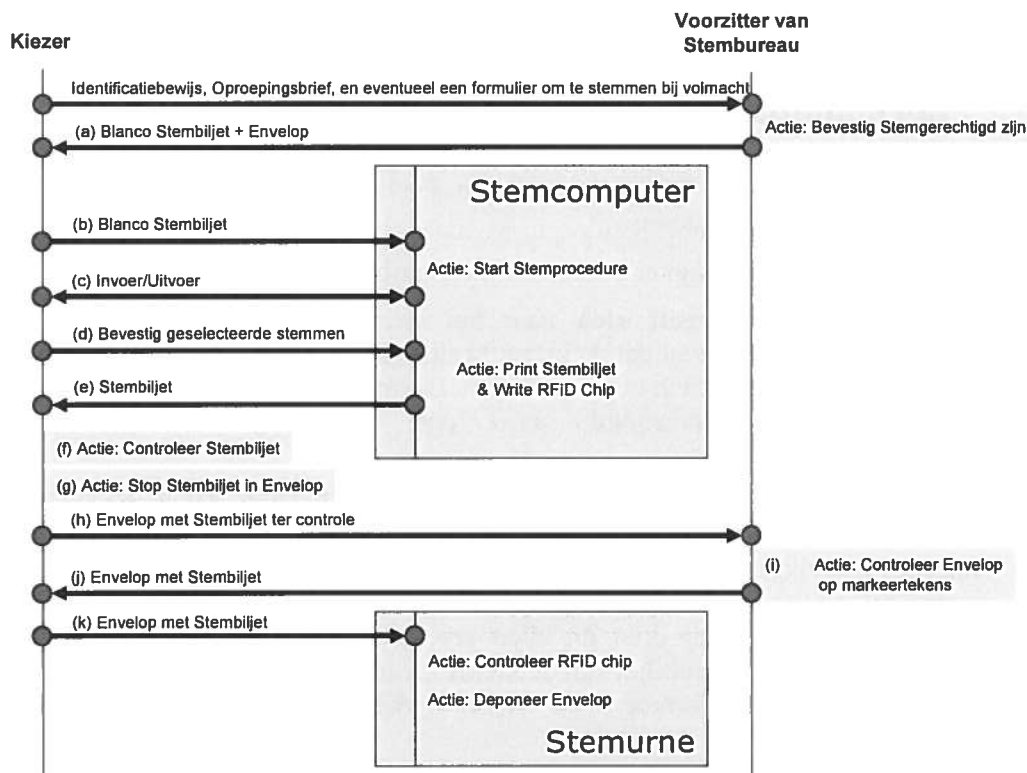 Kiezer
Voorzitter van
Stembureau
Identificatiebewijs, Oproepingsbrief, en eventueel een formulier om te stemmen bij volmacht
Actie: Bevestig Stemgerechtigd zijn
(a) Blanco Stembiljet + Envelop
Stemcomputer
(b) Blanco Stembiljet
Actie: Start Stemprocedure
(c) Invoer/Uitvoer
(d) Bevestig geselecteerde stemmen
Actie: Print Stembiljet
& Write RFiD Chip
(e) Stembiljet
(f) Actie: Controleer Stembiljet
(g) Actie: Stop Stembiljet in Envelop
(h) Envelop met Stembiljet ter controle
(i) Actie: Controleer Envelop
op markeertekens
(j) Envelop met Stembiljet
(k) Envelop met Stembiljet
Actie: Controleer RFiD chip
Actie: Deponeer Envelop
Stemurne